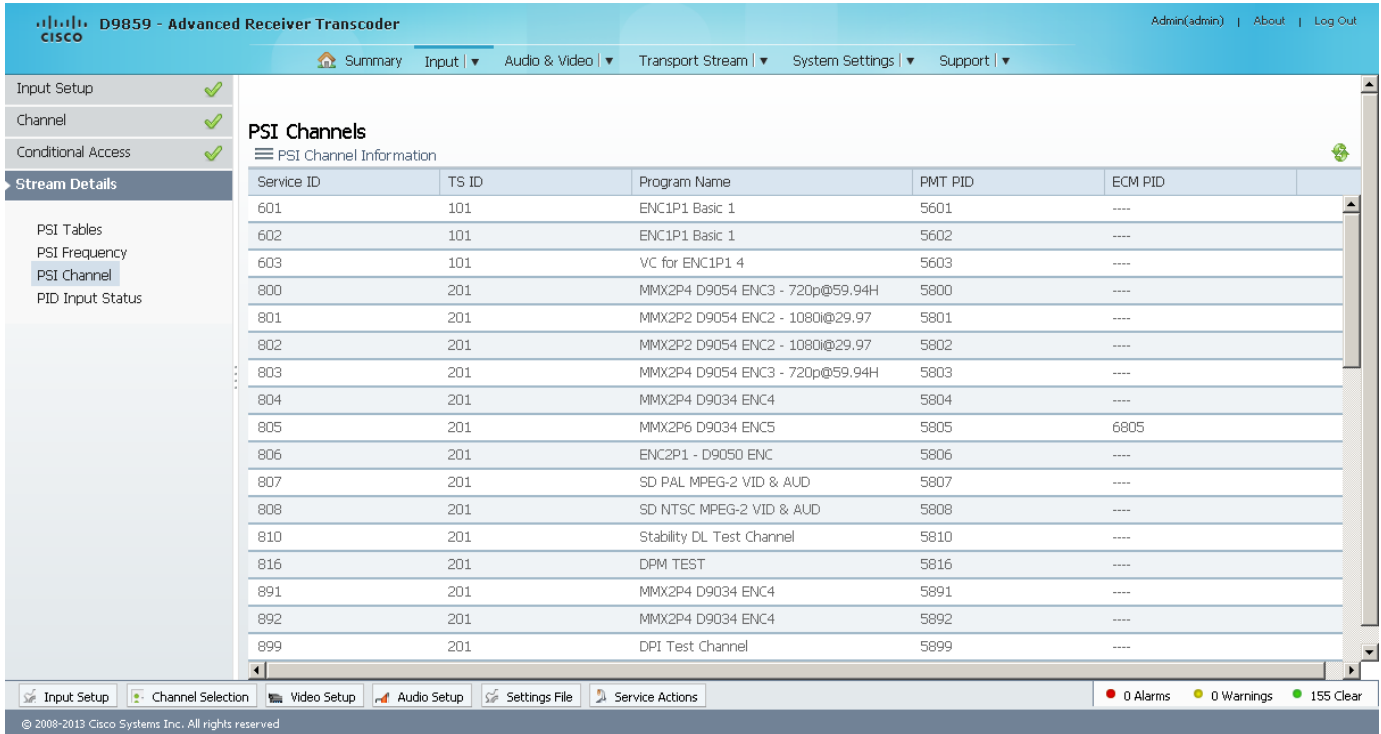 CISCO D9859 - Advanced Receiver Transcoder
Admin(admin) | About | Log Out
Summary Input | ▼ Audio & Video | ▼ Transport Stream | ▼ System Settings | ▼ Support | ▼
Input Setup
Channel
Conditional Access
Stream Details
PSI Tables
PSI Frequency
PSI Channel
PID Input Status
PSI Channels
PSI Channel Information
Service ID TS ID Program Name PMT PID ECM PID
601 101 ENC1P1 Basic 1 5601 ----
602 101 ENC1P1 Basic 1 5602 ----
603 101 VC for ENC1P1 4 5603 ----
800 201 MMX2P4 D9054 ENC3 - 720p@59.94H 5800 ----
801 201 MMX2P2 D9054 ENC2 - 1080i@29.97 5801 ----
802 201 MMX2P2 D9054 ENC2 - 1080i@29.97 5802 ----
803 201 MMX2P4 D9054 ENC3 - 720p@59.94H 5803 ----
804 201 MMX2P4 D9034 ENC4 5804 ----
805 201 MMX2P6 D9034 ENC5 5805 6805
806 201 ENC2P1 - D9050 ENC 5806 ----
807 201 SD PAL MPEG-2 VID & AUD 5807 ----
808 201 SD NTSC MPEG-2 VID & AUD 5808 ----
810 201 Stability DL Test Channel 5810 ----
816 201 DPM TEST 5816 ----
891 201 MMX2P4 D9034 ENC4 5891 ----
892 201 MMX2P4 D9034 ENC4 5892 ----
899 201 DPI Test Channel 5899 ----
Input Setup Channel Selection Video Setup Audio Setup Settings File Service Actions
0 Alarms 0 Warnings 155 Clear
© 2008-2013 Cisco Systems Inc. All rights reserved